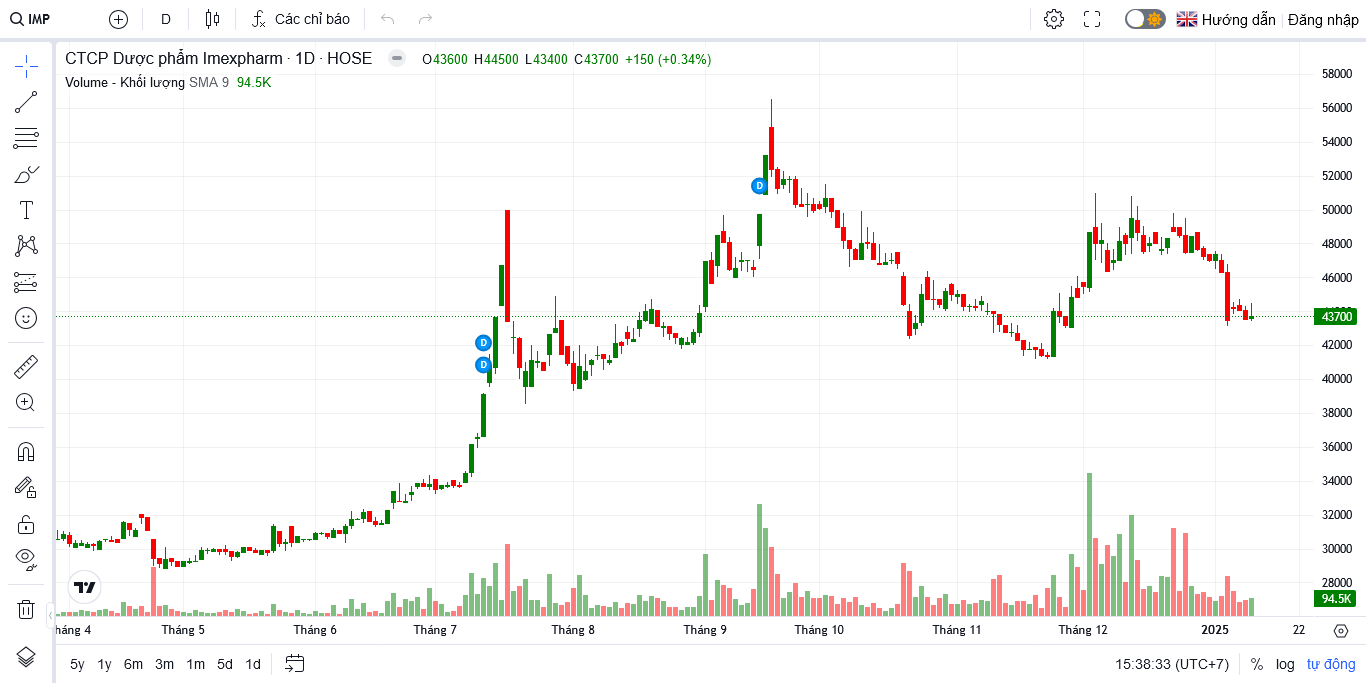 IMP D Các chỉ báo Hướng dẫn Đăng nhập
CTCP Dược phẩm Imexpharm · 1D · HOSE O43600 H44500 L43400 C43700 +150 (+0.34%)
Volume - Khối lượng SMA 9 94.5K
58000
56000
54000
52000
50000
48000
46000
43700
42000
40000
38000
36000
34000
32000
30000
28000
94.5K
D
D
D
háng 4 Tháng 5 Tháng 6 Tháng 7 Tháng 8 Tháng 9 Tháng 10 Tháng 11 Tháng 12 2025 22
5y 1y 6m 3m 1m 5d 1d 15:38:33 (UTC+7) % log tự động